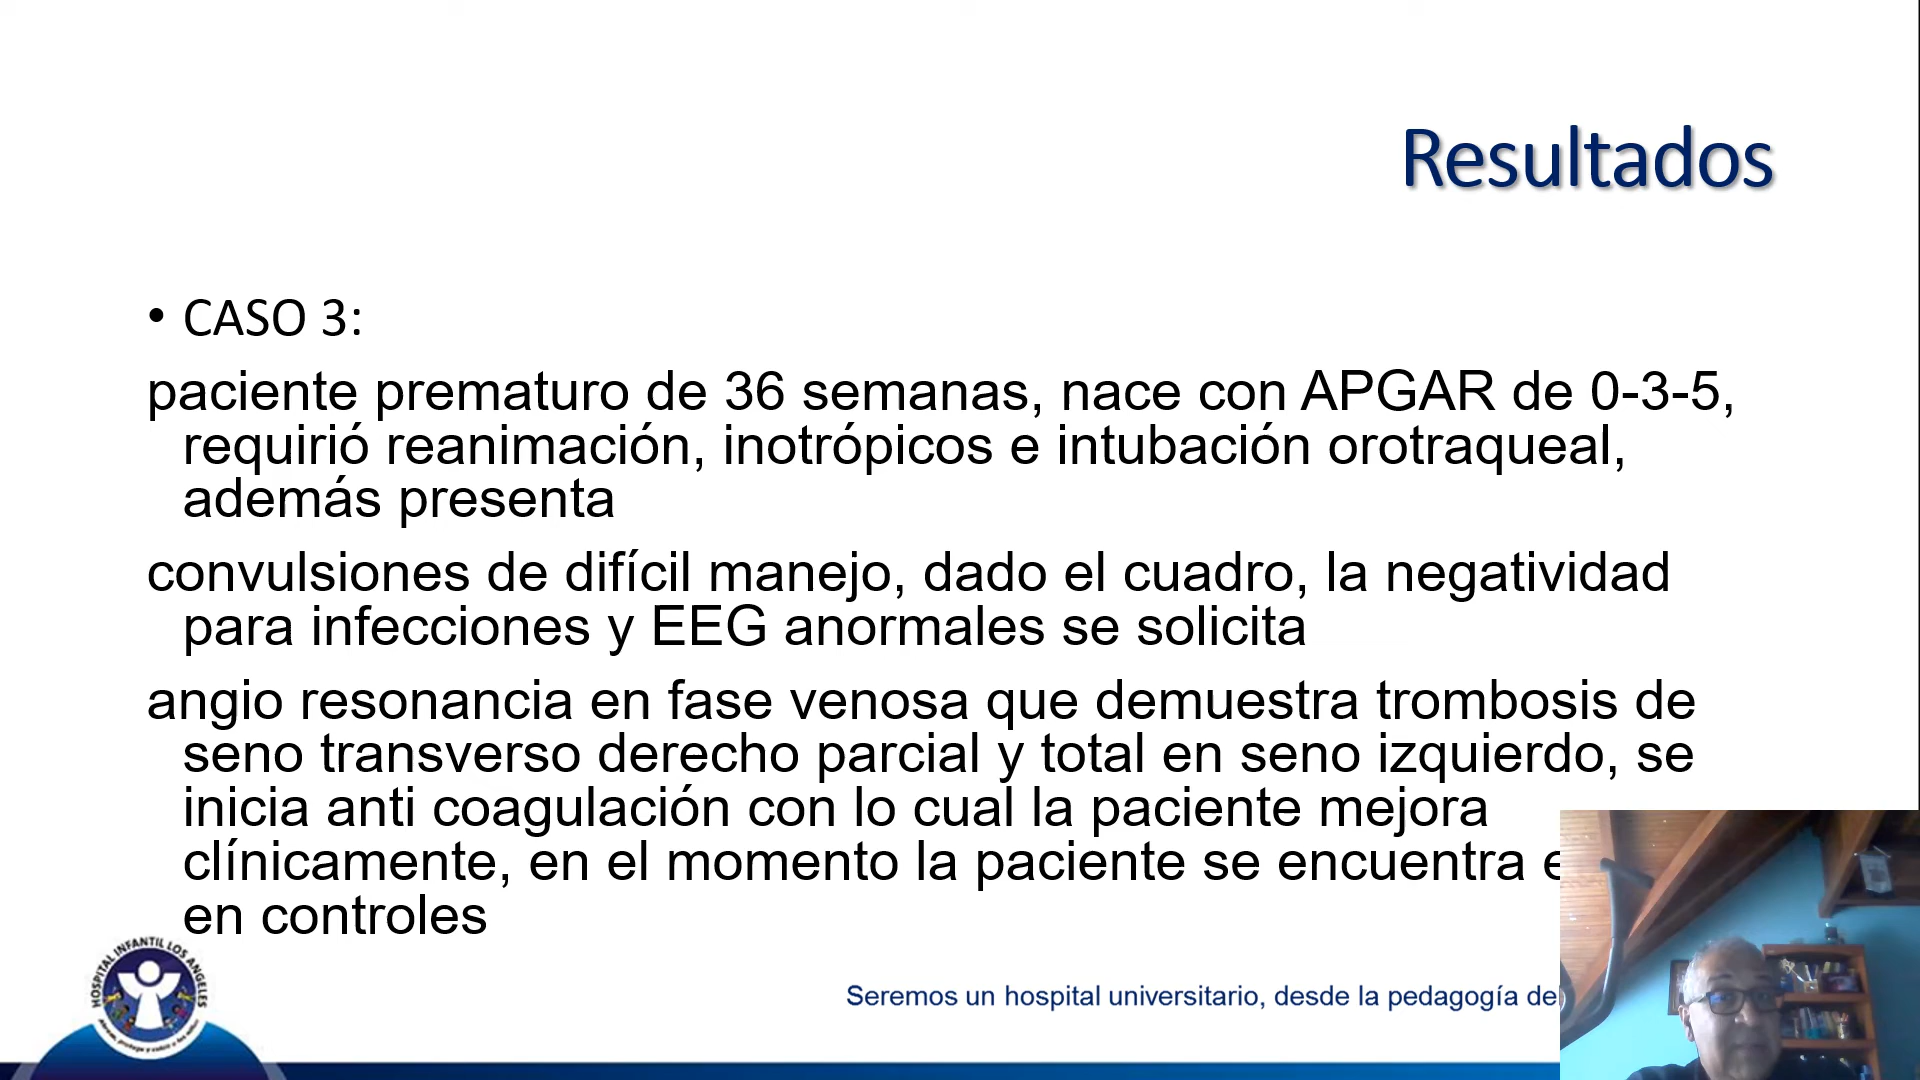 Resultados
• CASO 3:
paciente prematuro de 36 semanas, nace con APGAR de 0-3-5,
requirió reanimación, inotrópicos e intubación orotraqueal,
además presenta
convulsiones de difícil manejo, dado el cuadro, la negatividad
para infecciones y EEG anormales se solicita
angio resonancia en fase venosa que demuestra trombosis de
seno transverso derecho parcial y total en seno izquierdo, se
inicia anti coagulación con lo cual la paciente mejora
clínicamente, en el momento la paciente se encuentra
en controles
HOSPITAL INFANTIL LOS ANGELES
Seremos un hospital universitario, desde la pedagogía de